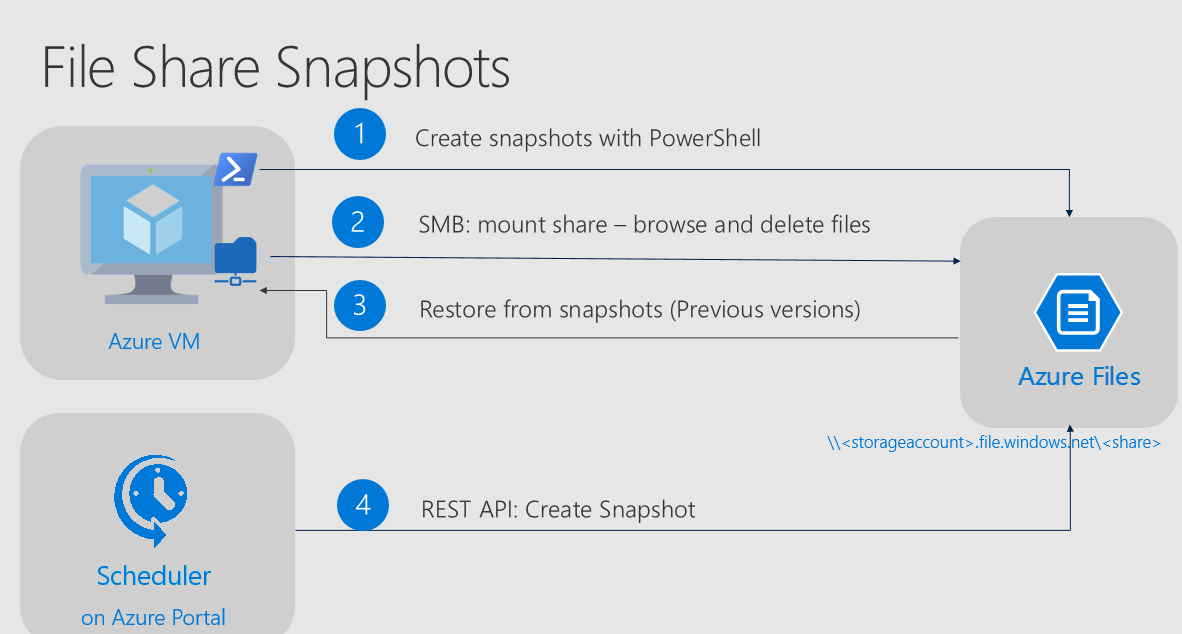 File Share Snapshots
1
Create snapshots with PowerShell
2
SMB: mount share – browse and delete files
3
Restore from snapshots (Previous versions)
Azure VM
Azure Files
\\<storageaccount>.file.windows.net\<share>
4
REST API: Create Snapshot
Scheduler
on Azure Portal